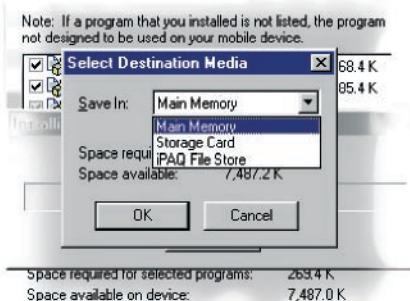 Note: If a program that you installed is not listed, the program
not designed to be used on your mobile device.
Select Destination Media
68.4 K
85.4 K
Save In: Main Memory
Main Memory
Storage Card
iPAQ File Store
Space requi
Space available: 7,487.2 K
OK Cancel
Space required for selected programs: 269.4 K
Space available on device: 7,487.0 K